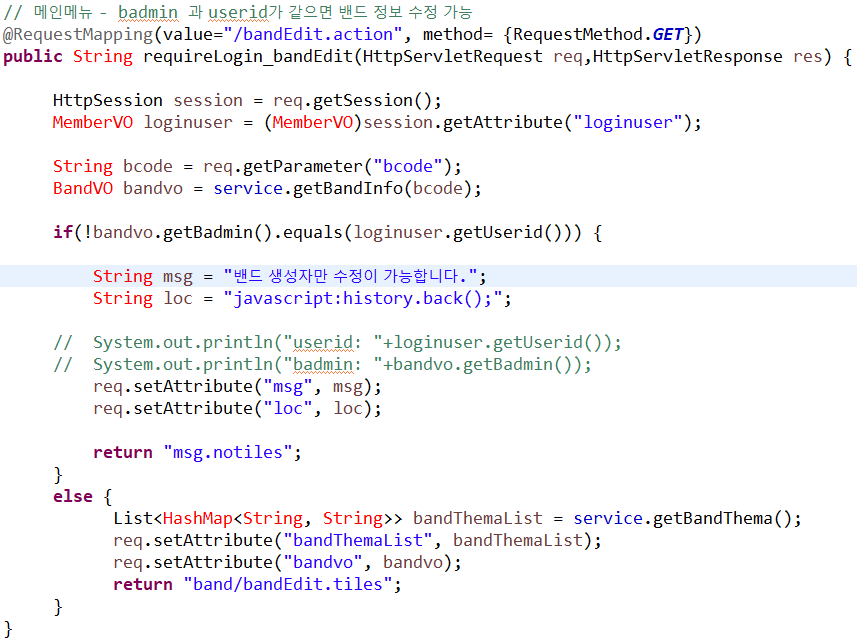 // 메인메뉴 - badmin 과 userid가 같으면 밴드 정보 수정 가능
@RequestMapping(value="/bandEdit.action", method= {RequestMethod.GET})
public String requireLogin_bandEdit(HttpServletRequest req,HttpServletResponse res) {
HttpSession session = req.getSession();
MemberVO loginuser = (MemberVO)session.getAttribute("loginuser");
String bcode = req.getParameter("bcode");
BandVO bandvo = service.getBandInfo(bcode);
if(!bandvo.getBadmin().equals(loginuser.getUserid())) {
String msg = "밴드 생성자만 수정이 가능합니다.";
String loc = "javascript:history.back();";
// System.out.println("userid: "+loginuser.getUserid());
// System.out.println("badmin: "+bandvo.getBadmin());
req.setAttribute("msg", msg);
req.setAttribute("loc", loc);
return "msg.notiles";
}
else {
List<HashMap<String, String>> bandThemaList = service.getBandThema();
req.setAttribute("bandThemaList", bandThemaList);
req.setAttribute("bandvo", bandvo);
return "band/bandEdit.tiles";
}
}